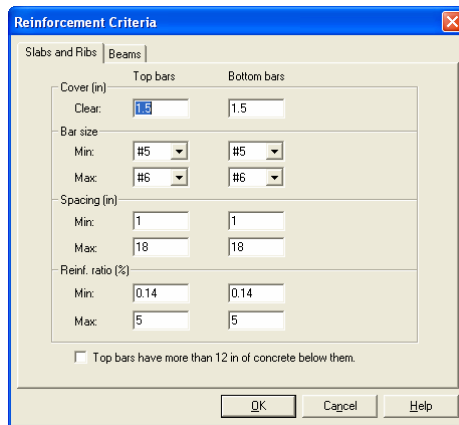 Reinforcement Criteria
Slabs and Ribs Beams
Top bars Bottom bars
Cover (in)
Clear: 1.5 1.5
Bar size
Min: #5 #5
Max: #6 #6
Spacing (in)
Min: 1 1
Max: 18 18
Reinf. ratio (%)
Min: 0.14 0.14
Max: 5 5
Top bars have more than 12 in of concrete below them.
OK Cancel Help